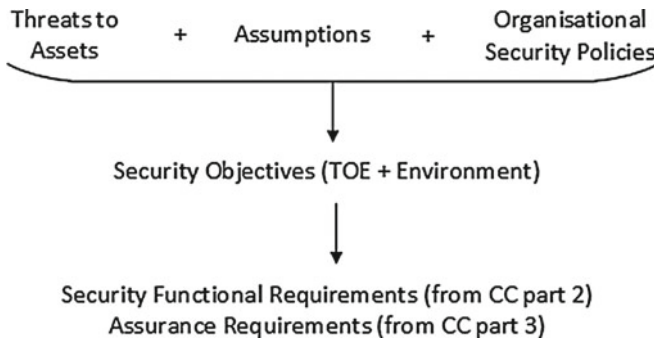 Threats to Assets + Assumptions + Organisational Security Policies
Security Objectives (TOE + Environment)
Security Functional Requirements (from CC part 2)
Assurance Requirements (from CC part 3)